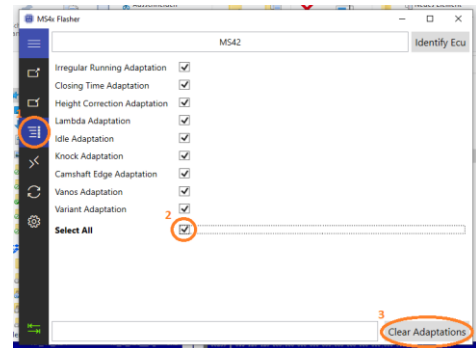 MS4x Flasher
MS42
Identify Ecu
Irregular Running Adaptation
Closing Time Adaptation
Height Correction Adaptation
1
Lambda Adaptation
Idle Adaptation
Knock Adaptation
Camshaft Edge Adaptation
Vanos Adaptation
Variant Adaptation
2
Select All
3
Clear Adaptations